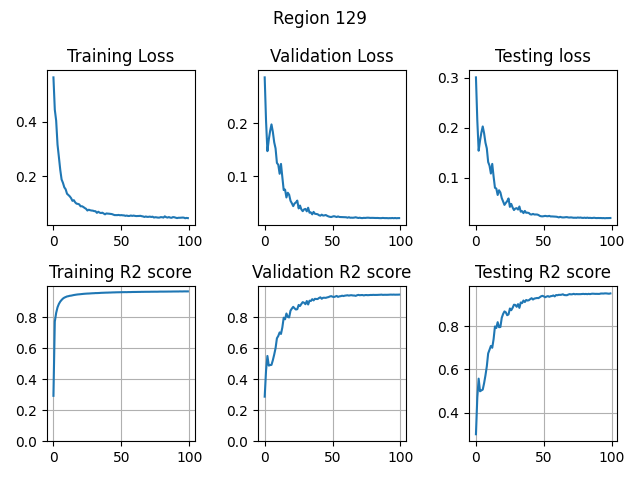 Region 129
Training Loss
Validation Loss
Testing loss
0.4
0.2
0 50 100
0.2
0.1
0 50 100
0.3
0.2
0.1
0 50 100
Training R2 score
Validation R2 score
Testing R2 score
0.8
0.6
0.4
0.2
0.0
0 50 100
0.8
0.6
0.4
0.2
0.0
0 50 100
0.8
0.6
0.4
0 50 100